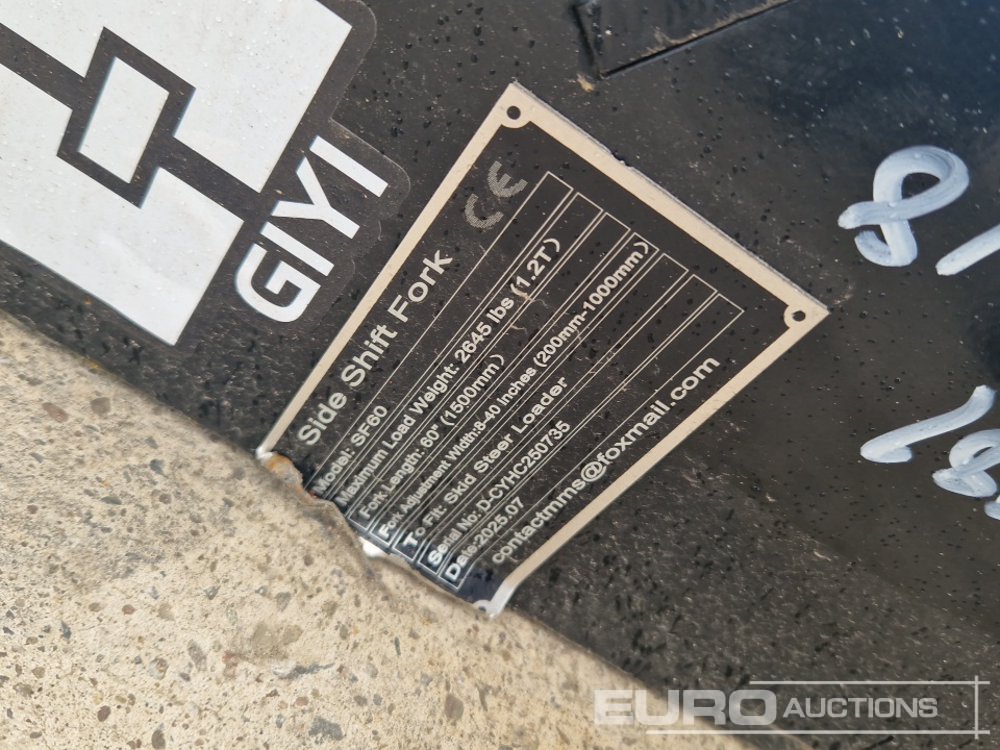 GIYI
CE
Side Shift Fork
Model: SF60
Maximum Load Weight: 2645 lbs (1.2T)
Fork Length: 60" (1500mm)
Fork Adjustment Width:8-40 inches (200mm-1000mm)
To Fit: Skid Steer Loader
Serial No: D-CYHC250735
Date:2025.07
contactmms@foxmail.com
EURO AUCTIONS